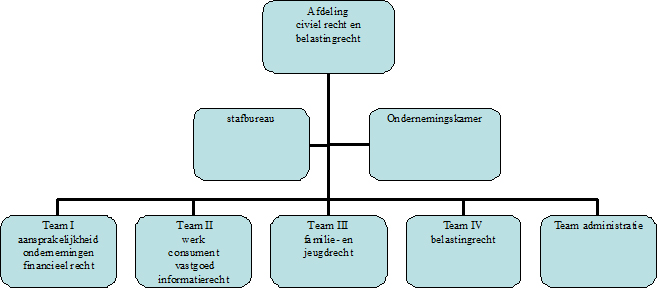 Afdeling
civiel recht en
belastingrecht
stafbureau
Ondernemingskamer
Team I
aansprakelijkheid
ondernemingen
financieel recht
Team II
werk
consument
vastgoed
informatierecht
Team III
familie- en
jeugdrecht
Team IV
belastingrecht
Team administratie